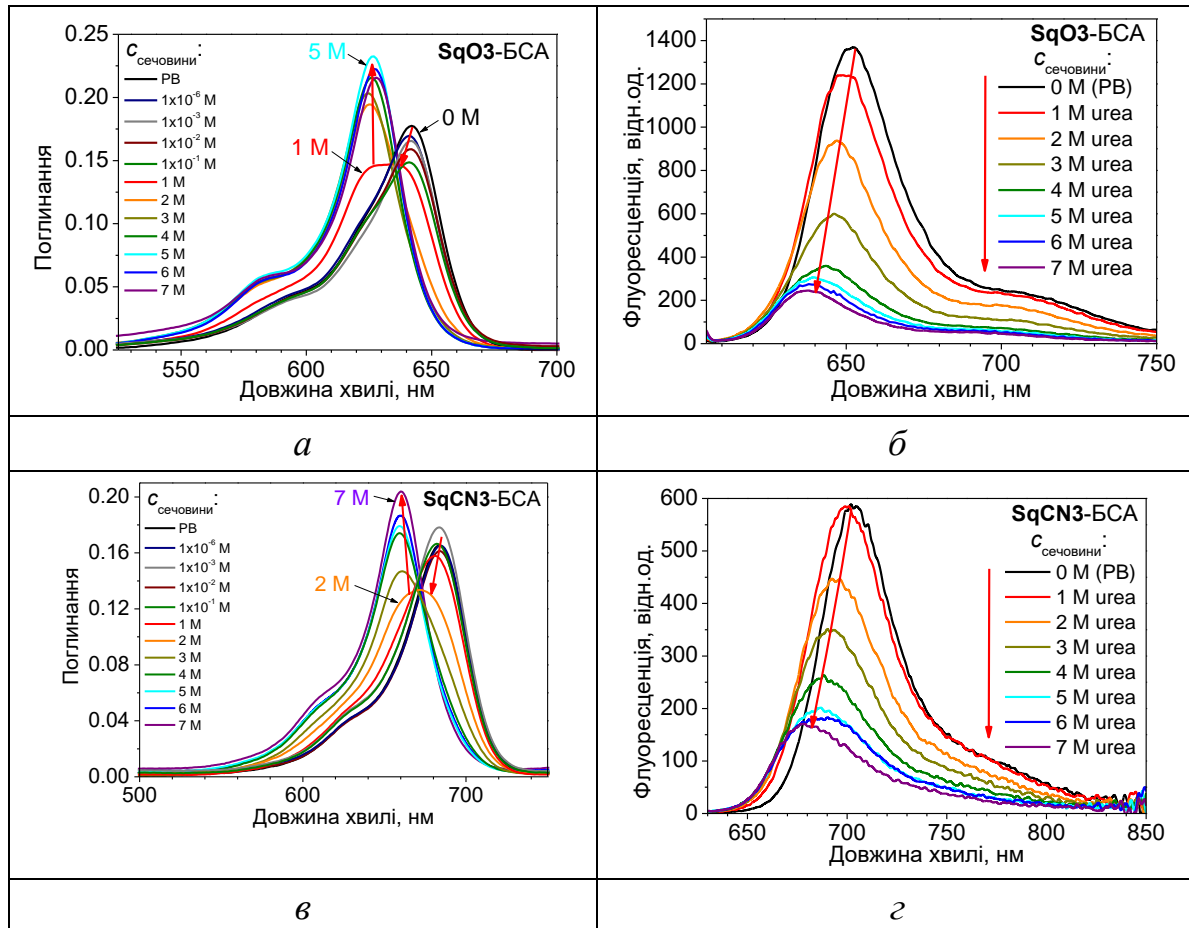 SqO3-БСА
cсечовини:
PB
1x10⁻⁶ M
1x10⁻³ M
1x10⁻² M
1x10⁻¹ M
1 M
2 M
3 M
4 M
5 M
6 M
7 M
5 M
0 M
1 M
0.25
0.20
0.15
0.10
0.05
0.00
Поглинання
550 600 650 700
Довжина хвилі, нм
SqO3-БСА
cсечовини:
0 M (PB)
1 M urea
2 M urea
3 M urea
4 M urea
5 M urea
6 M urea
7 M urea
1400
1200
1000
800
600
400
200
0
Флуоресценція, відн.од.
650 700 750
Довжина хвилі, нм
а
б
SqCN3-БСА
cсечовини:
PB
1x10⁻⁶ M
1x10⁻³ M
1x10⁻² M
1x10⁻¹ M
1 M
2 M
3 M
4 M
5 M
6 M
7 M
7 M
2 M
0.20
0.16
0.12
0.08
0.04
0.00
Поглинання
500 600 700
Довжина хвилі, нм
SqCN3-БСА
cсечовини:
0 M (PB)
1 M urea
2 M urea
3 M urea
4 M urea
5 M urea
6 M urea
7 M urea
600
500
400
300
200
100
0
Флуоресценція, відн.од.
650 700 750 800 850
Довжина хвилі, нм
в
г